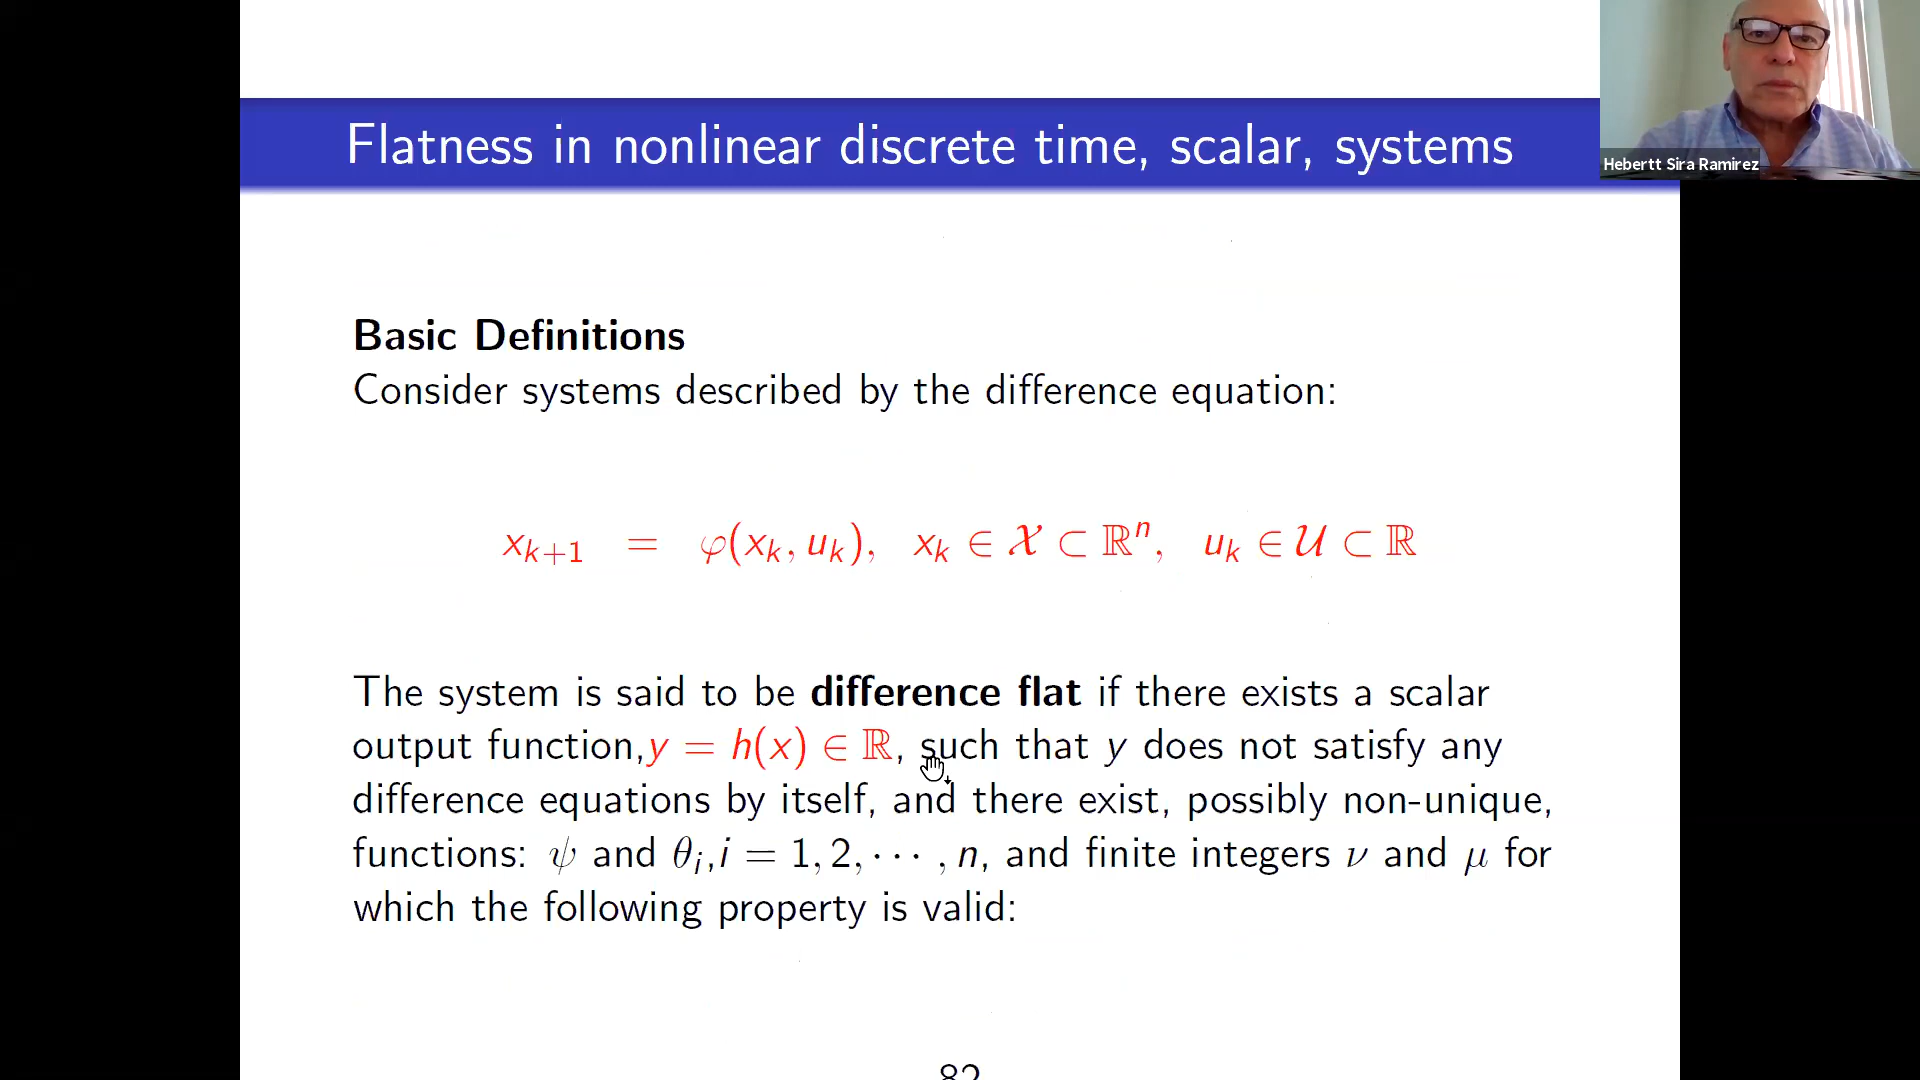 Flatness in nonlinear discrete time, scalar, systems
Hebertt Sira Ramirez
Basic Definitions
Consider systems described by the difference equation:
x_{k+1} = φ(x_k, u_k), x_k ∈ 𝒳 ⊂ ℝ^n, u_k ∈ 𝒰 ⊂ ℝ
The system is said to be difference flat if there exists a scalar
output function,y = h(x) ∈ ℝ, such that y does not satisfy any
difference equations by itself, and there exist, possibly non-unique,
functions: ψ and θ_i,i = 1, 2, ⋯ , n, and finite integers ν and μ for
which the following property is valid:
82